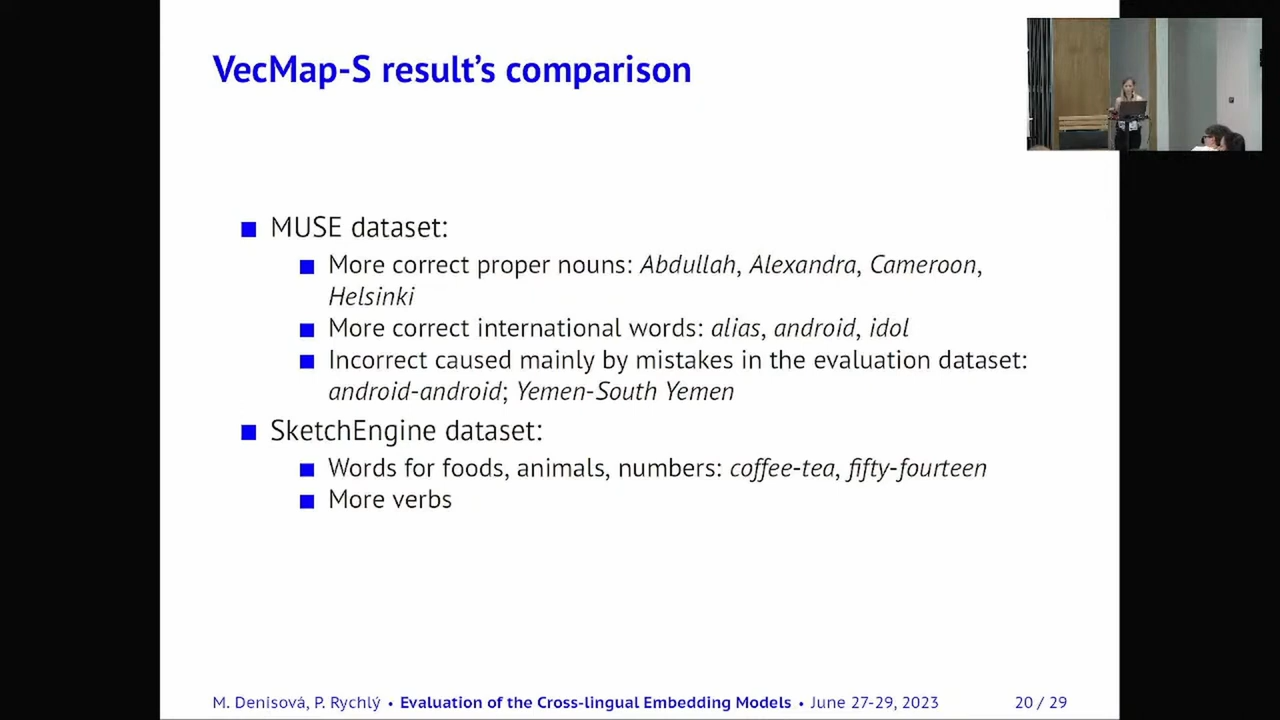 VecMap-S result's comparison
MUSE dataset:
More correct proper nouns: Abdullah, Alexandra, Cameroon,
Helsinki
More correct international words: alias, android, idol
Incorrect caused mainly by mistakes in the evaluation dataset:
android-android; Yemen-South Yemen
SketchEngine dataset:
Words for foods, animals, numbers: coffee-tea, fifty-fourteen
More verbs
M. Denisová, P. Rychlý • Evaluation of the Cross-lingual Embedding Models • June 27-29, 2023 20 / 29